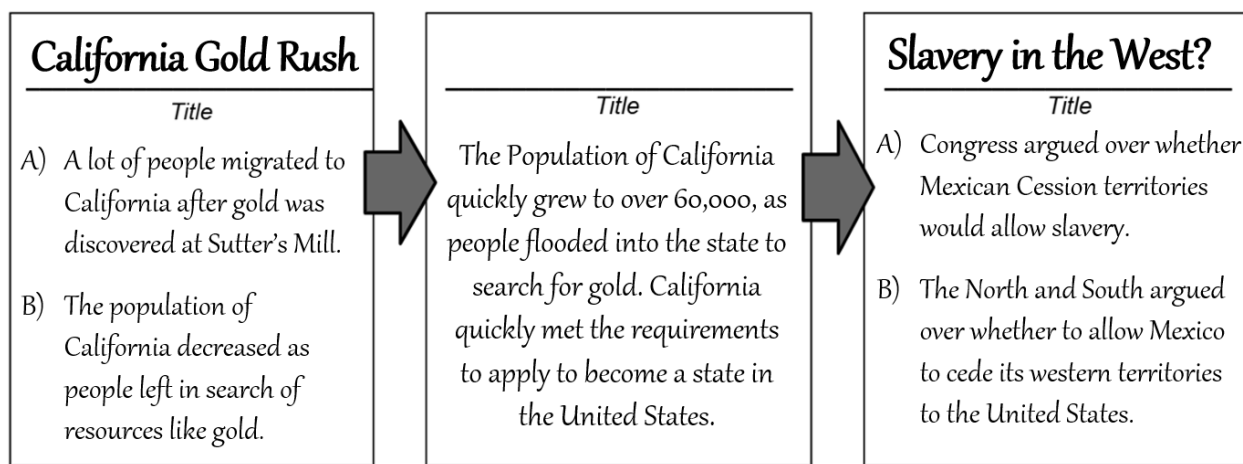 California Gold Rush
Title
A) A lot of people migrated to
California after gold was
discovered at Sutter's Mill.
B) The population of
California decreased as
people left in search of
resources like gold.
Title
The Population of California
quickly grew to over 60,000, as
people flooded into the state to
search for gold. California
quickly met the requirements
to apply to become a state in
the United States.
Slavery in the West?
Title
A) Congress argued over whether
Mexican Cession territories
would allow slavery.
B) The North and South argued
over whether to allow Mexico
to cede its western territories
to the United States.